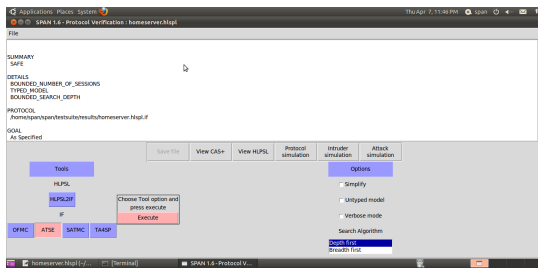 Applications Places System Thu Apr 7, 11:46 PM span
SPAN 1.6 - Protocol Verification : homeserver.hlspl
File
SUMMARY
SAFE
DETAILS
BOUNDED_NUMBER_OF_SESSIONS
TYPED_MODEL
BOUNDED_SEARCH_DEPTH
PROTOCOL
/home/span/span/testsuite/results/homeserver.hlspl.if
GOAL
As Specified
Save file View CAS+ View HLPSL Protocol simulation Intruder simulation Attack simulation
Tools Options
HLPSL
Simplify
HLPSL2IF
Choose Tool option and
press execute
Untyped model
IF
Execute
Verbose mode
OFMC ATSE SATMC TA4SP
Search Algorithm
Depth first
Breadth first
homeserver.hlspl (~/... [Terminal] SPAN 1.6 - Protocol V...